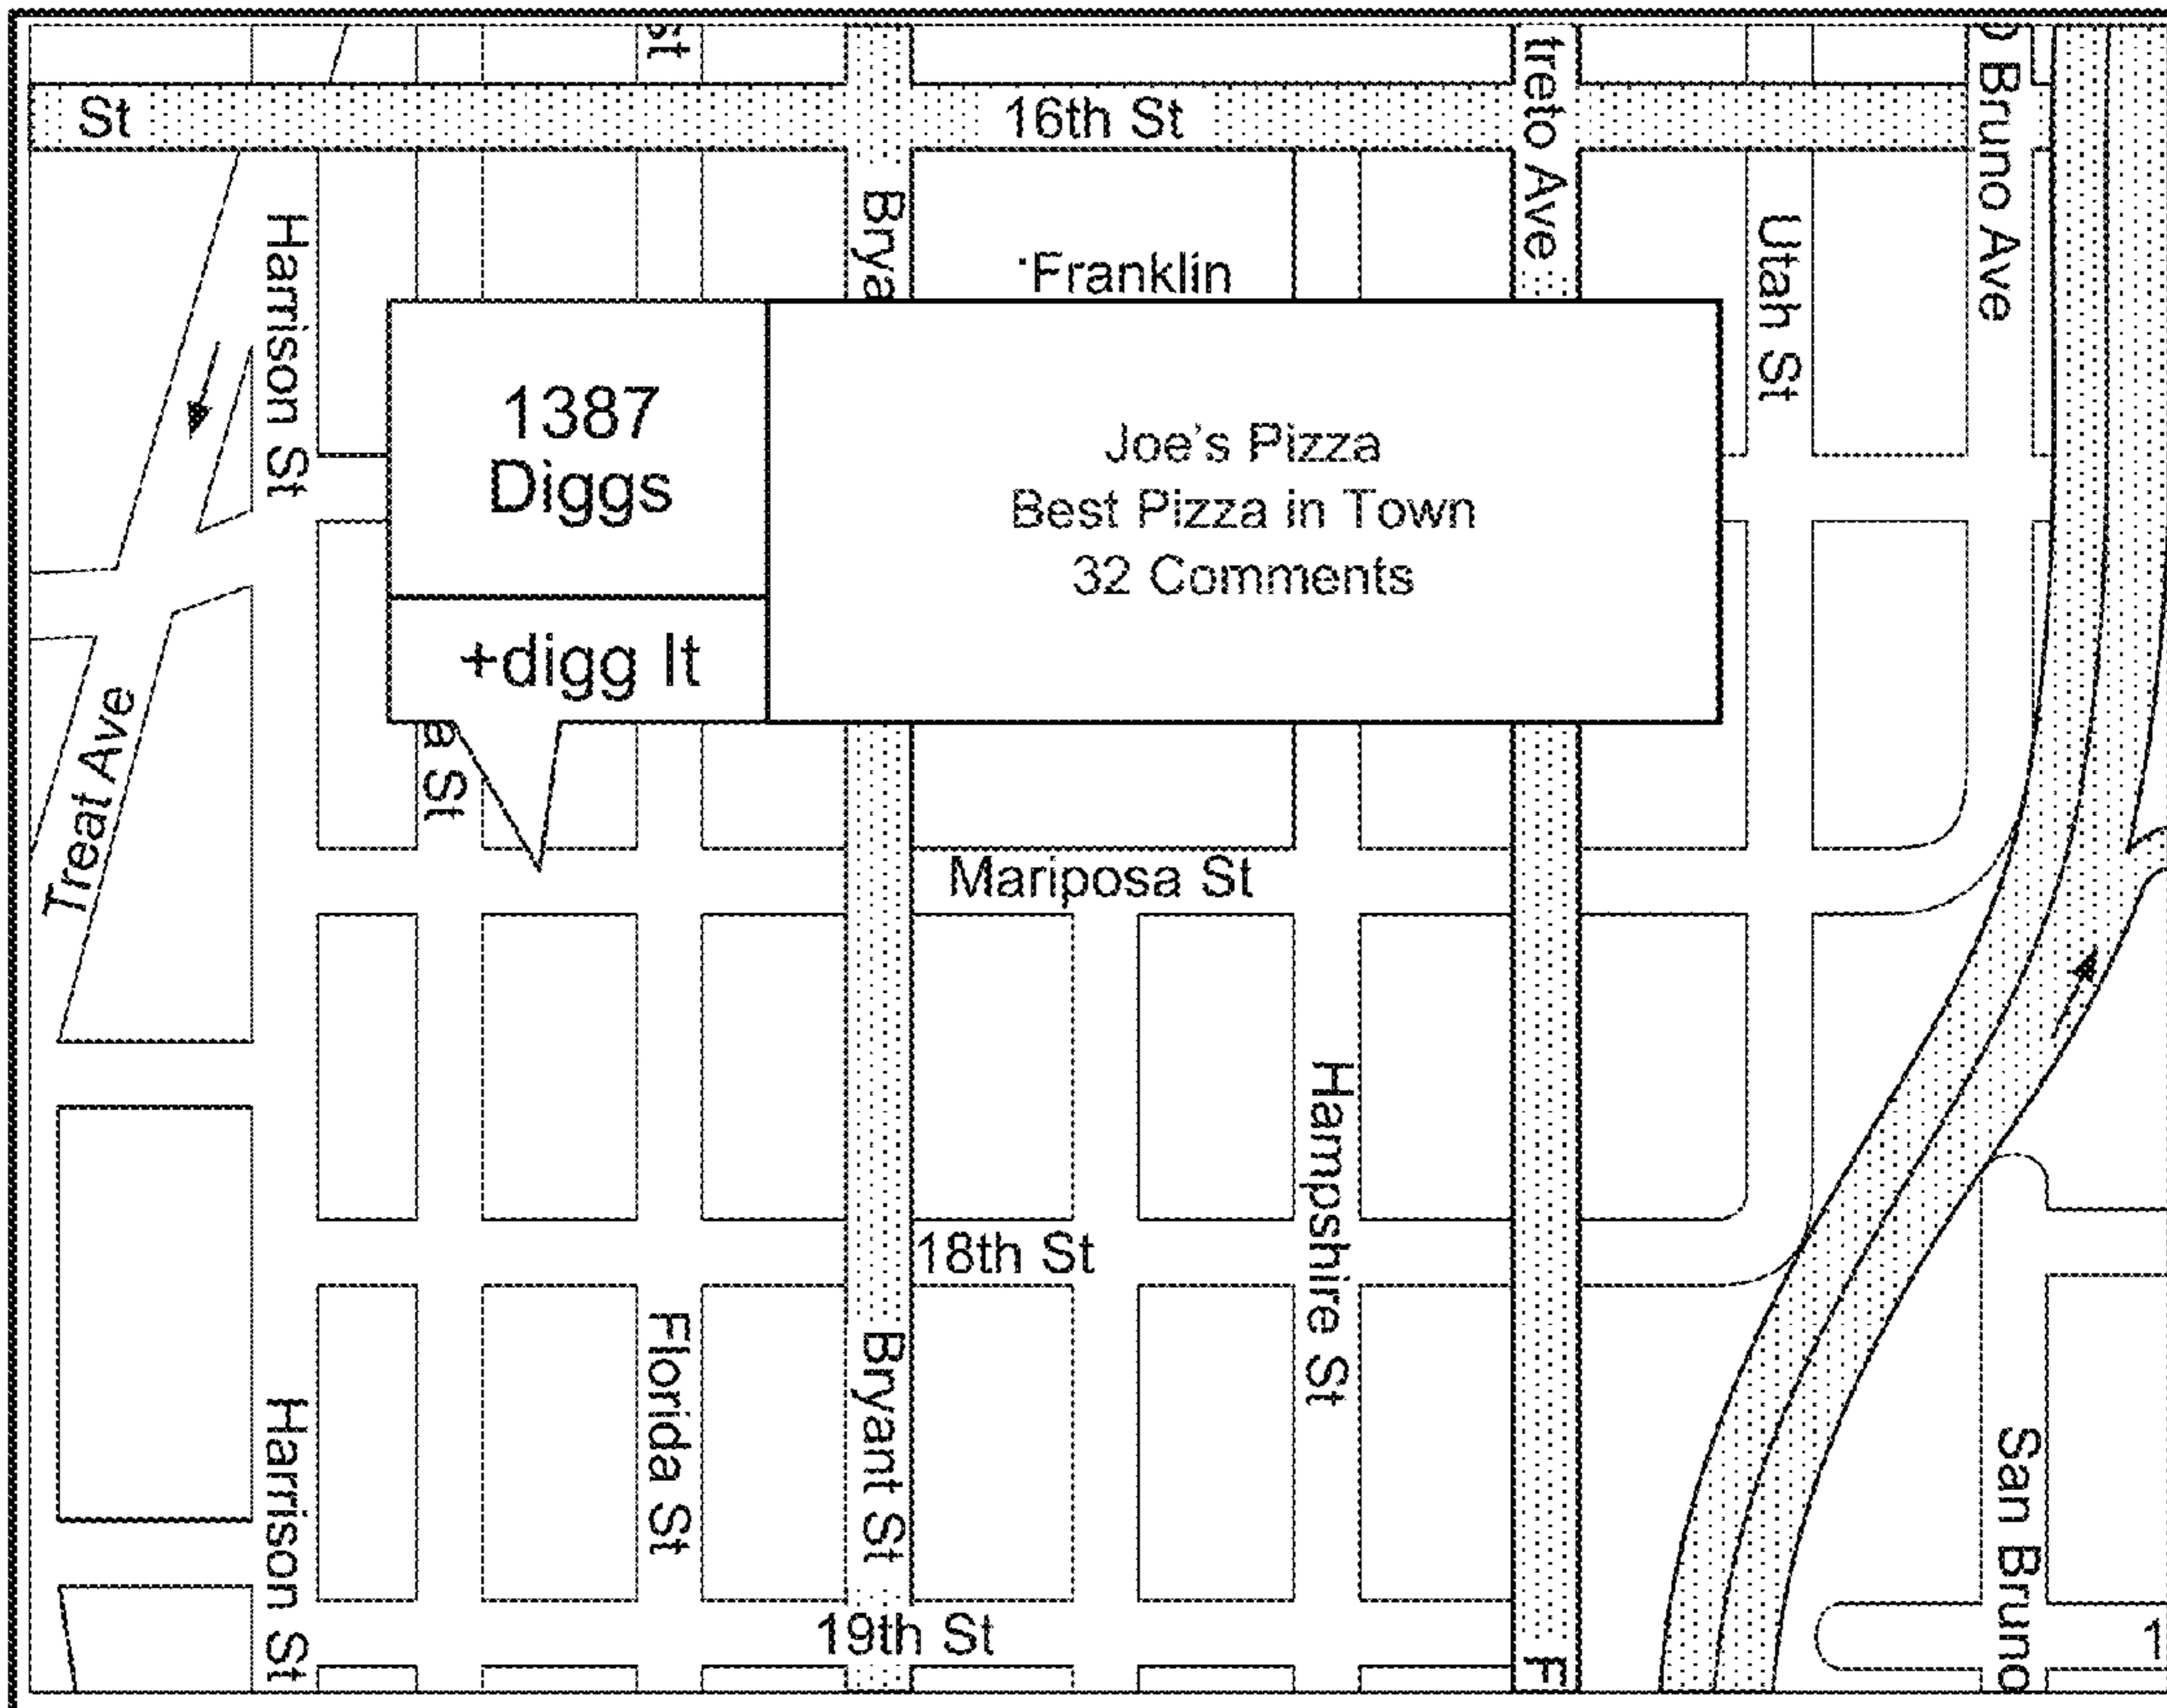 St
St
16th St
treto Ave
Bruno Ave
Harrison St
Brya
Franklin
Utah St
1387
Diggs
Joe's Pizza
Best Pizza in Town
32 Comments
+digg It
Treat Ave
a St
Mariposa St
Hampshire St
18th St
Florida St
Bryant St
Harrison St
San Bruno
19th St
F
1